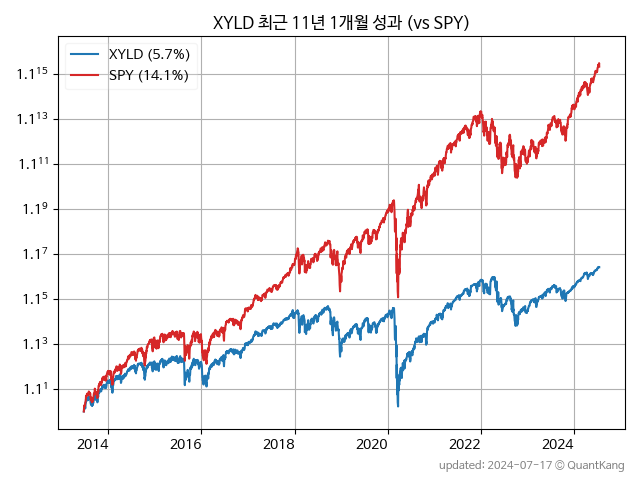 XYLD 최근 11년 1개월 성과 (vs SPY)
XYLD (5.7%)
SPY (14.1%)
1.1¹⁵
1.1¹³
1.1¹¹
1.1⁹
1.1⁷
1.1⁵
1.1³
1.1¹
2014 2016 2018 2020 2022 2024
updated: 2024-07-17 © QuantKang